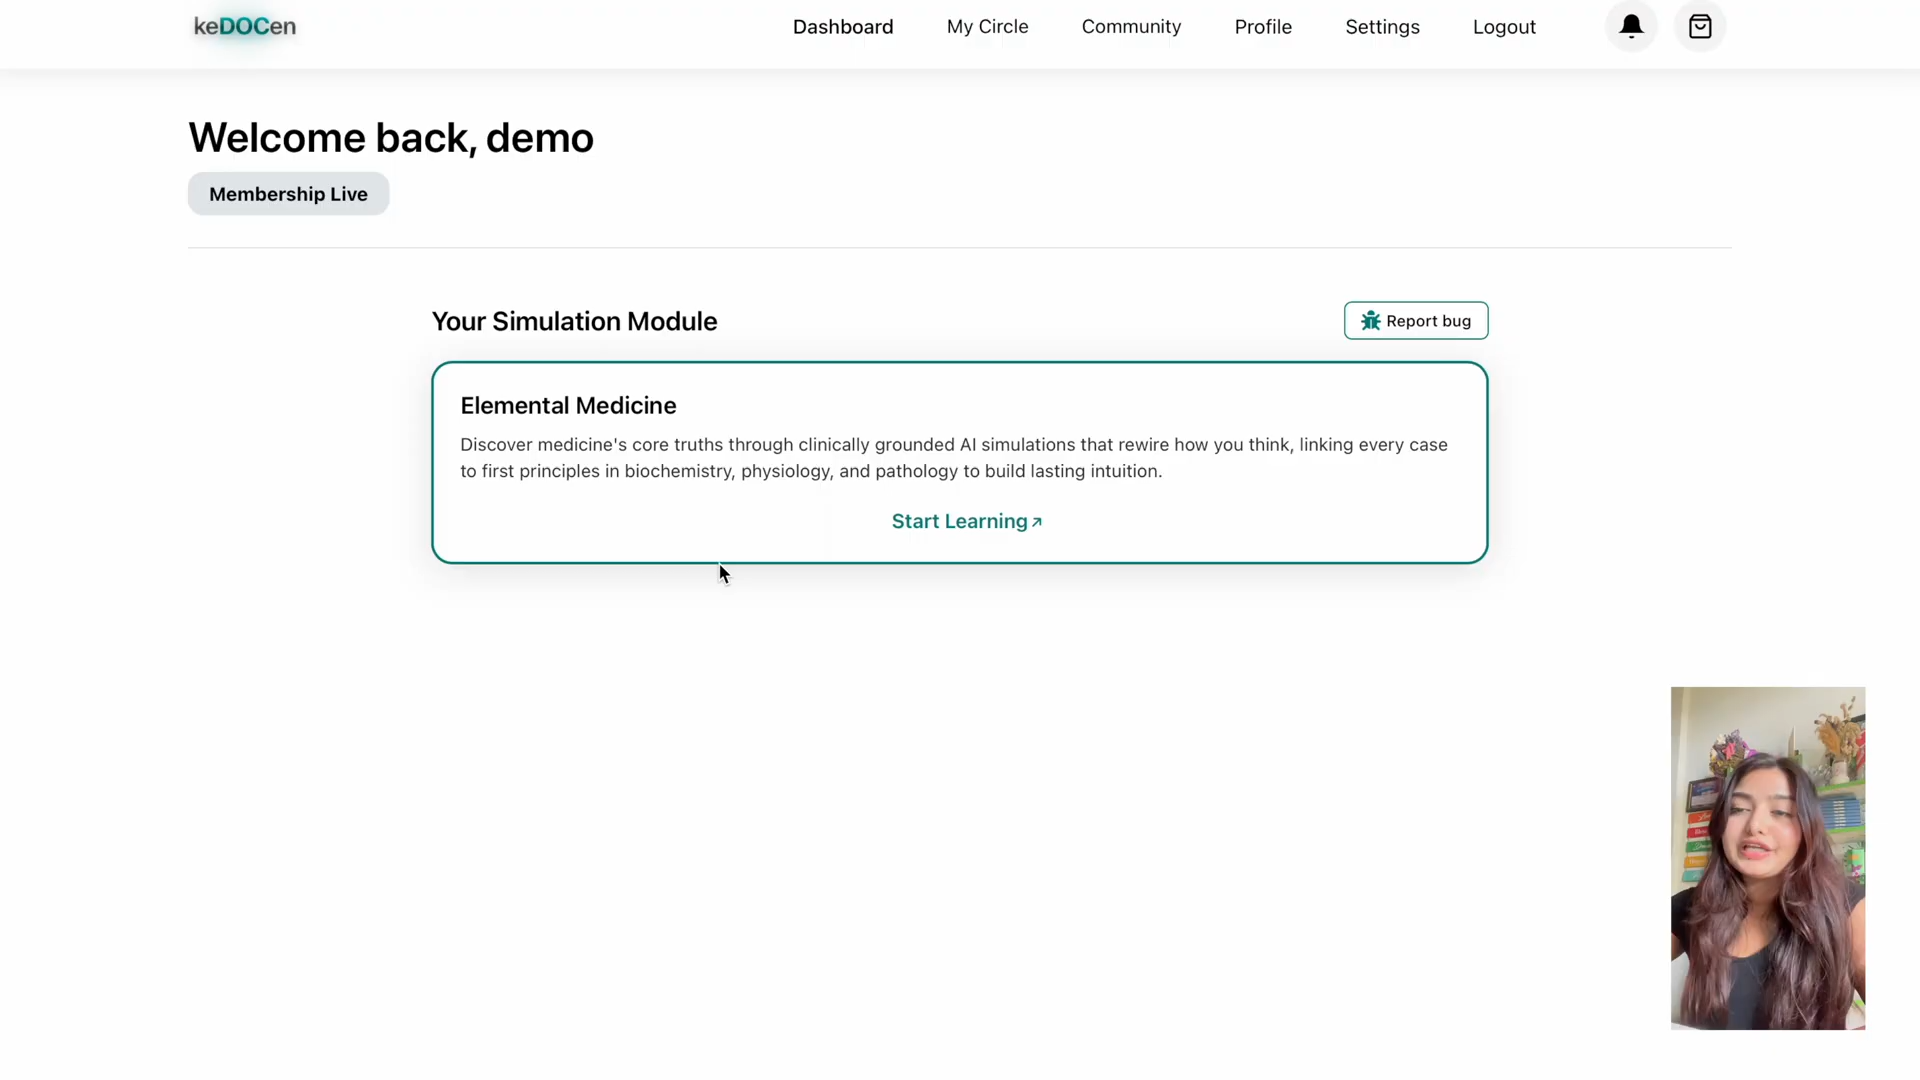 keDOCen
Dashboard
My Circle
Community
Profile
Settings
Logout
Welcome back, demo
Membership Live
Your Simulation Module
Report bug
Elemental Medicine
Discover medicine's core truths through clinically grounded AI simulations that rewire how you think, linking every case
to first principles in biochemistry, physiology, and pathology to build lasting intuition.
Start Learning↗